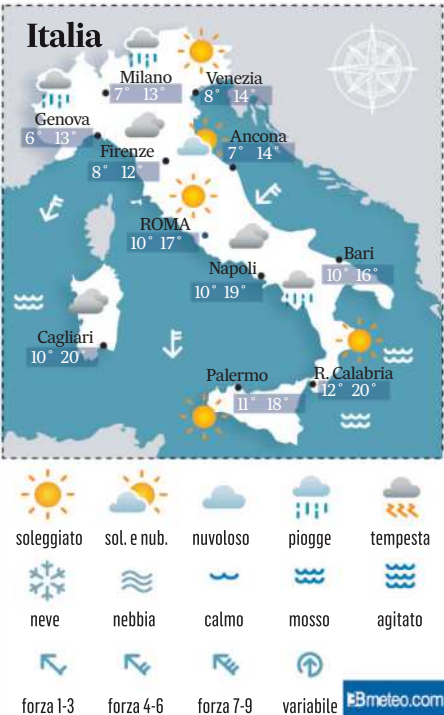 Italia
Milano
7° 13°
Venezia
8° 14°
Genova
6° 13°
Firenze
8° 12°
Ancona
7° 14°
ROMA
10° 17°
Napoli
10° 19°
Bari
10° 16°
Cagliari
10° 20°
Palermo
11° 18°
R. Calabria
12° 20°
soleggiato sol. e nub. nuvoloso piogge tempesta
neve nebbia calmo mosso agitato
forza 1-3 forza 4-6 forza 7-9 variabile
3Bmeteo.com